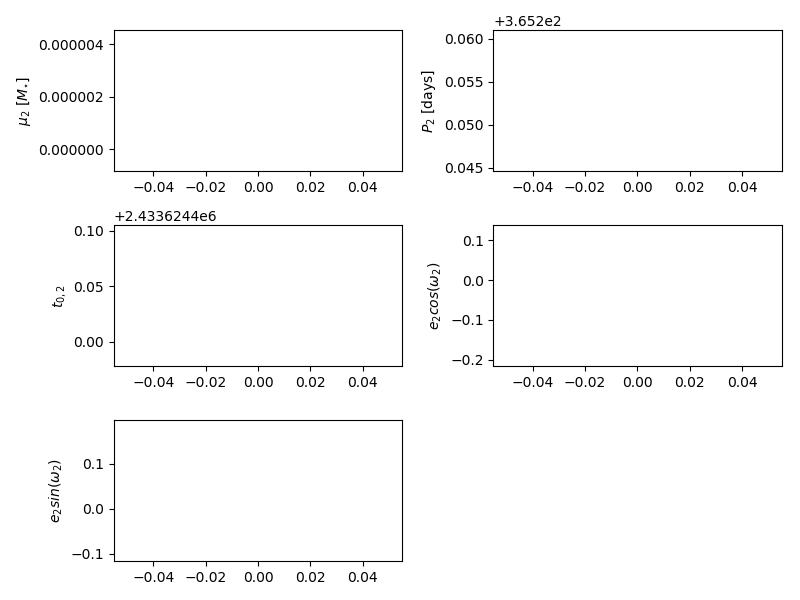 +3.652e2
0.000004
0.000002
0.000000
μ₂ [M⋆]
−0.04 −0.02 0.00 0.02 0.04
0.060
0.055
0.050
0.045
P₂ [days]
−0.04 −0.02 0.00 0.02 0.04
+2.4336244e6
0.10
0.05
0.00
t₀,₂
−0.04 −0.02 0.00 0.02 0.04
0.1
0.0
−0.1
−0.2
e₂cos(ω₂)
−0.04 −0.02 0.00 0.02 0.04
0.1
0.0
−0.1
e₂sin(ω₂)
−0.04 −0.02 0.00 0.02 0.04